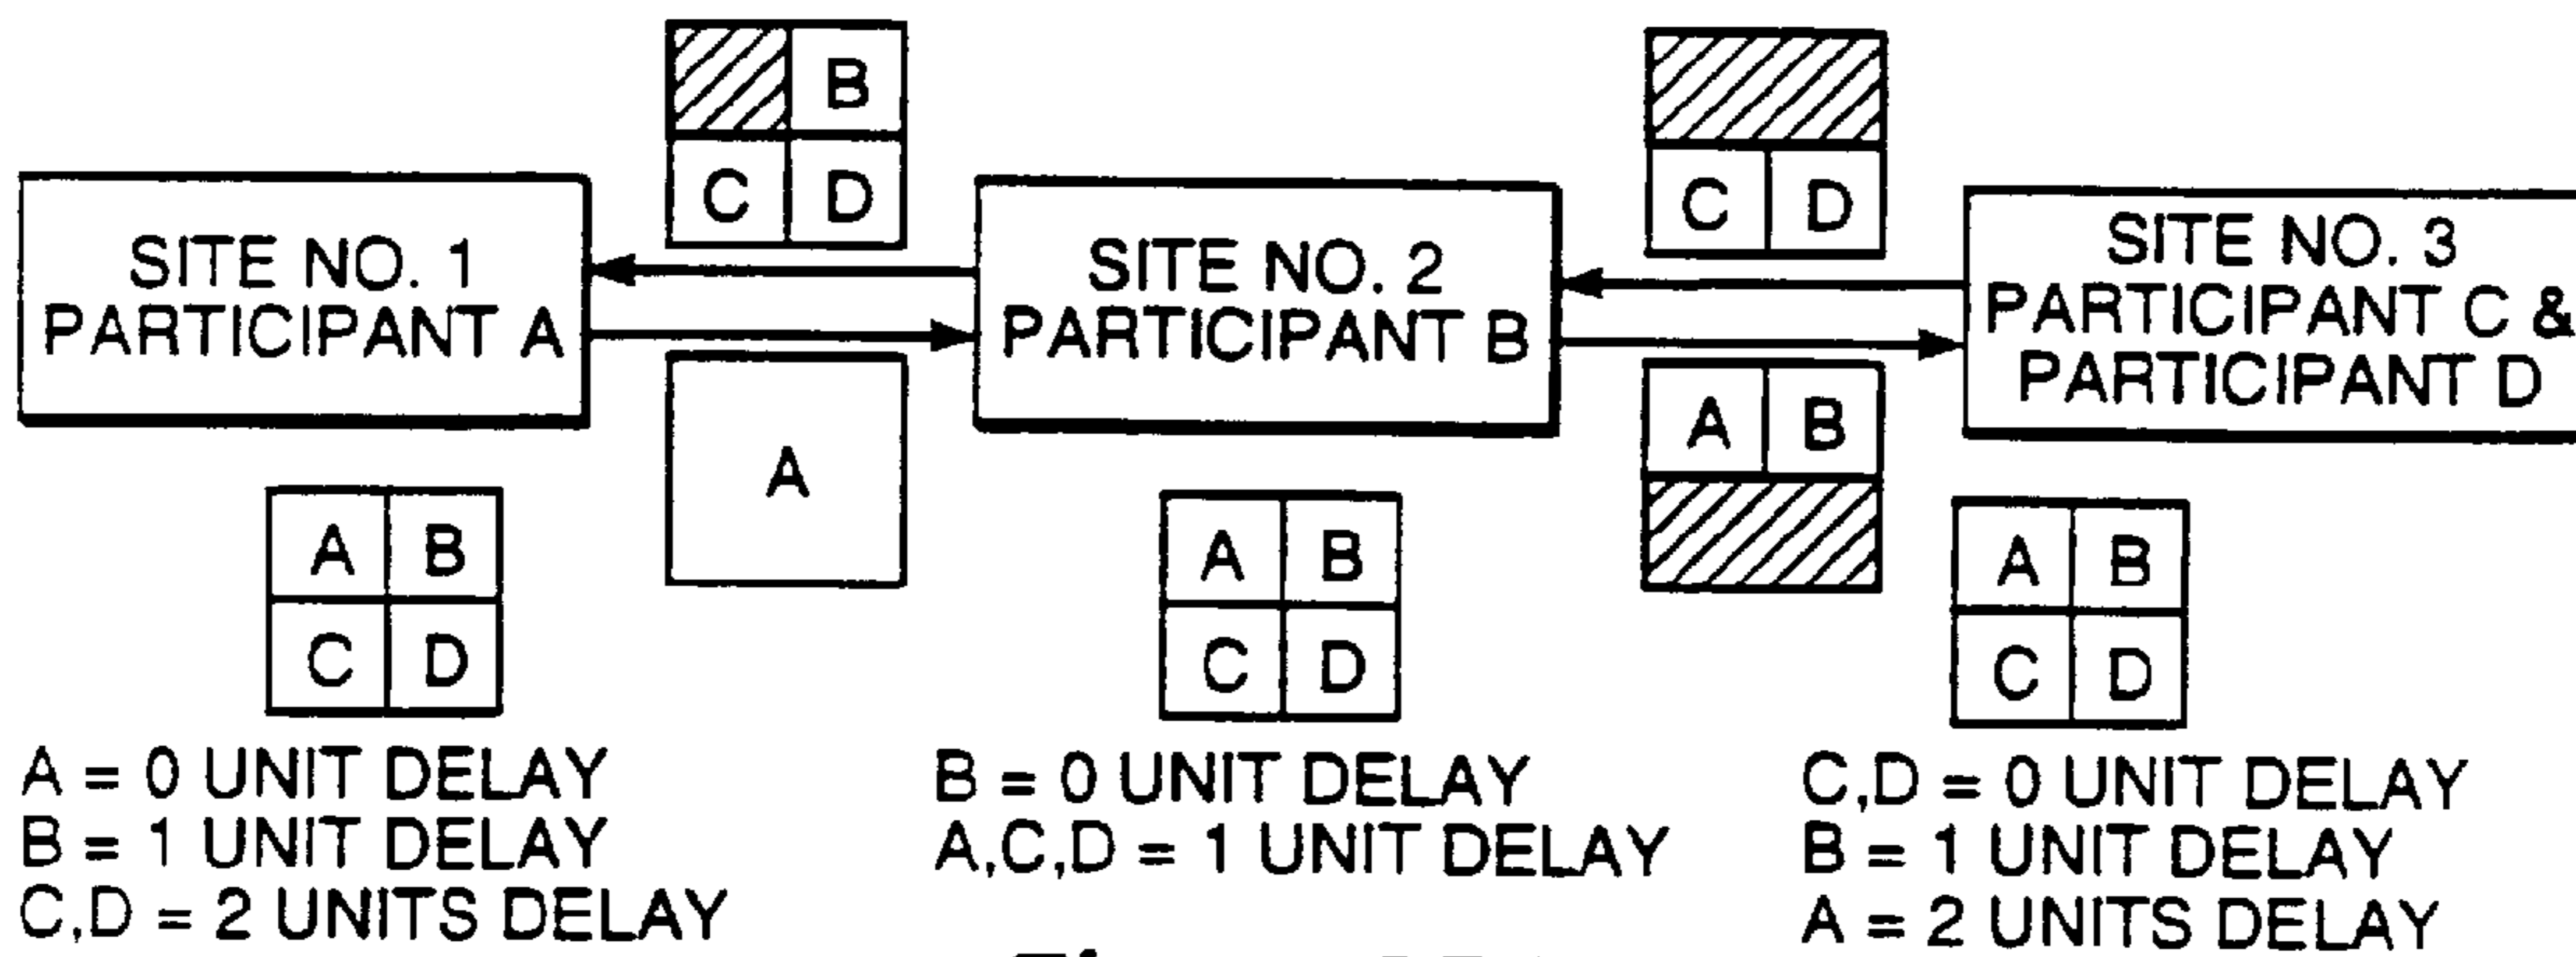 B
C D
C D
SITE NO. 1
PARTICIPANT A
SITE NO. 2
PARTICIPANT B
SITE NO. 3
PARTICIPANT C &
PARTICIPANT D
A
A B
A B
C D
A B
C D
A B
C D
A = 0 UNIT DELAY
B = 1 UNIT DELAY
C,D = 2 UNITS DELAY
B = 0 UNIT DELAY
A,C,D = 1 UNIT DELAY
C,D = 0 UNIT DELAY
B = 1 UNIT DELAY
A = 2 UNITS DELAY